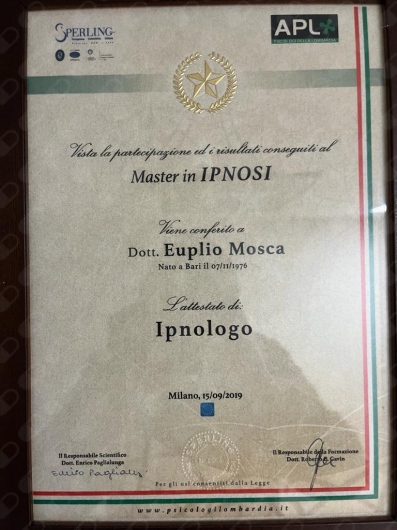 SPERLING
APL
Vista la partecipazione ed i risultati conseguiti al
Master in IPNOSI
Viene conferito a
Dott. Euplio Mosca
Nato a Bari il 07/11/1976
L'attestato di:
Ipnologo
Milano, 15/09/2019
Il Responsabile Scientifico
Dott. Enrico Paglialunga
Il Responsabile della Formazione
Per gli usi consentiti dalla Legge
www.psicologilombardia.it